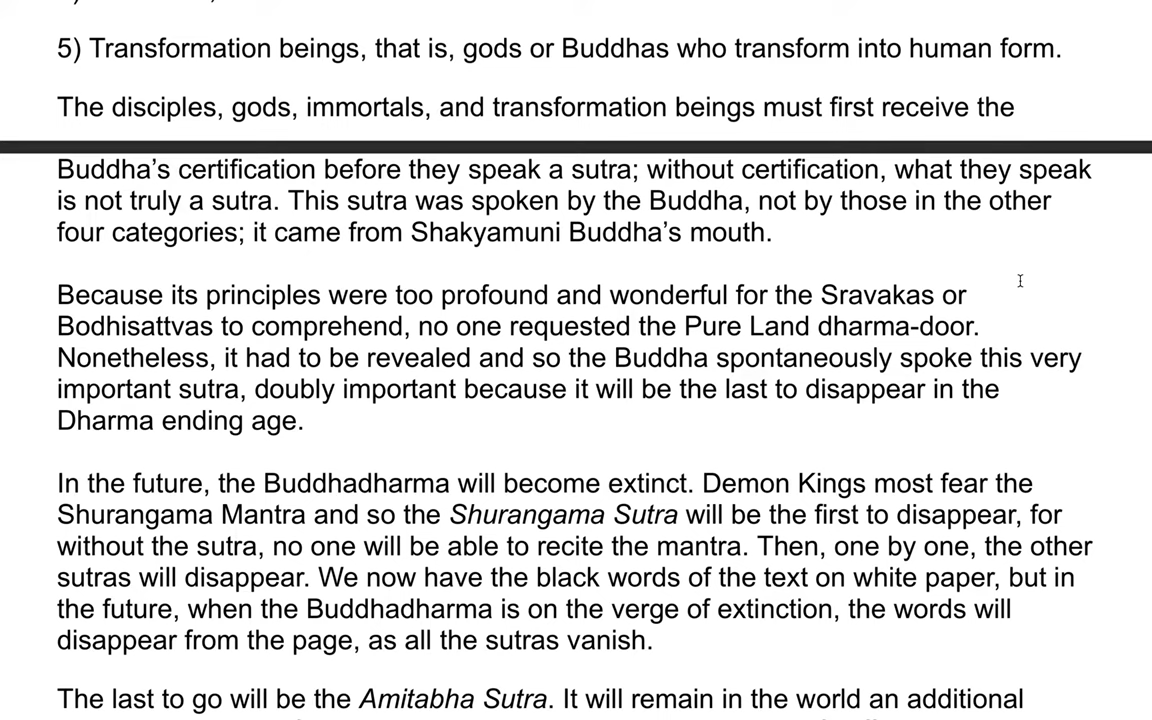 5) Transformation beings, that is, gods or Buddhas who transform into human form.
The disciples, gods, immortals, and transformation beings must first receive the
Buddha’s certification before they speak a sutra; without certification, what they speak
is not truly a sutra. This sutra was spoken by the Buddha, not by those in the other
four categories; it came from Shakyamuni Buddha’s mouth.
Because its principles were too profound and wonderful for the Sravakas or
Bodhisattvas to comprehend, no one requested the Pure Land dharma-door.
Nonetheless, it had to be revealed and so the Buddha spontaneously spoke this very
important sutra, doubly important because it will be the last to disappear in the
Dharma ending age.
In the future, the Buddhadharma will become extinct. Demon Kings most fear the
Shurangama Mantra and so the Shurangama Sutra will be the first to disappear, for
without the sutra, no one will be able to recite the mantra. Then, one by one, the other
sutras will disappear. We now have the black words of the text on white paper, but in
the future, when the Buddhadharma is on the verge of extinction, the words will
disappear from the page, as all the sutras vanish.
The last to go will be the Amitabha Sutra. It will remain in the world an additional